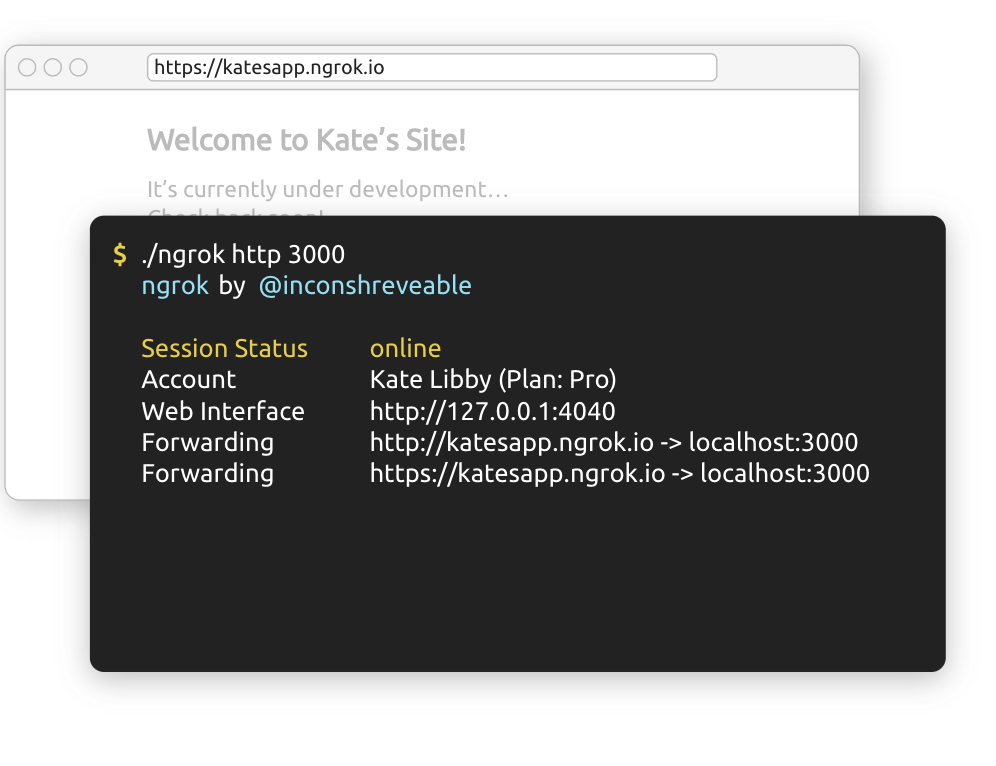 https://katesapp.ngrok.io
Welcome to Kate’s Site!
It’s currently under development…
Check back soon!
$ ./ngrok http 3000
ngrok by @inconshreveable
Session Status online
Account Kate Libby (Plan: Pro)
Web Interface http://127.0.0.1:4040
Forwarding http://katesapp.ngrok.io -> localhost:3000
Forwarding https://katesapp.ngrok.io -> localhost:3000